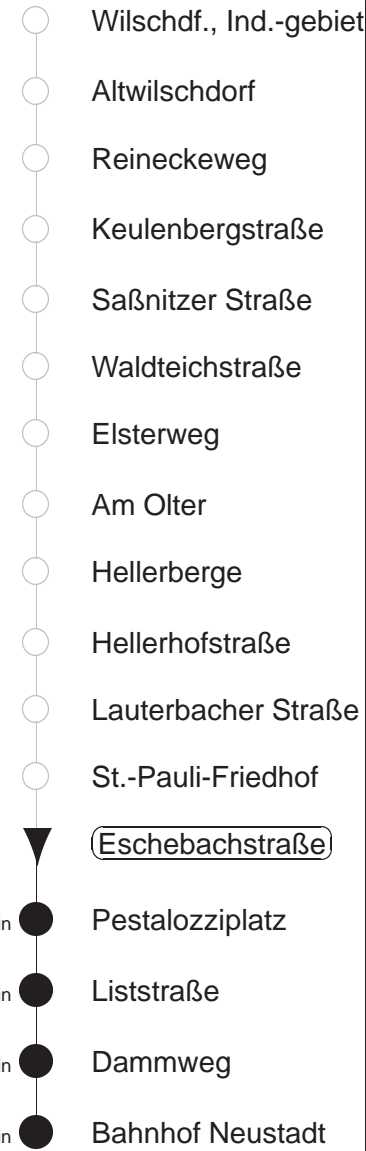 Wilschdf., Ind.-gebiet
Altwilschdorf
Reineckeweg
Keulenbergstraße
Saßnitzer Straße
Waldteichstraße
Elsterweg
Am Olter
Hellerberge
Hellerhofstraße
Lauterbacher Straße
St.-Pauli-Friedhof
Eschebachstraße
Pestalozziplatz
Liststraße
Dammweg
Bahnhof Neustadt